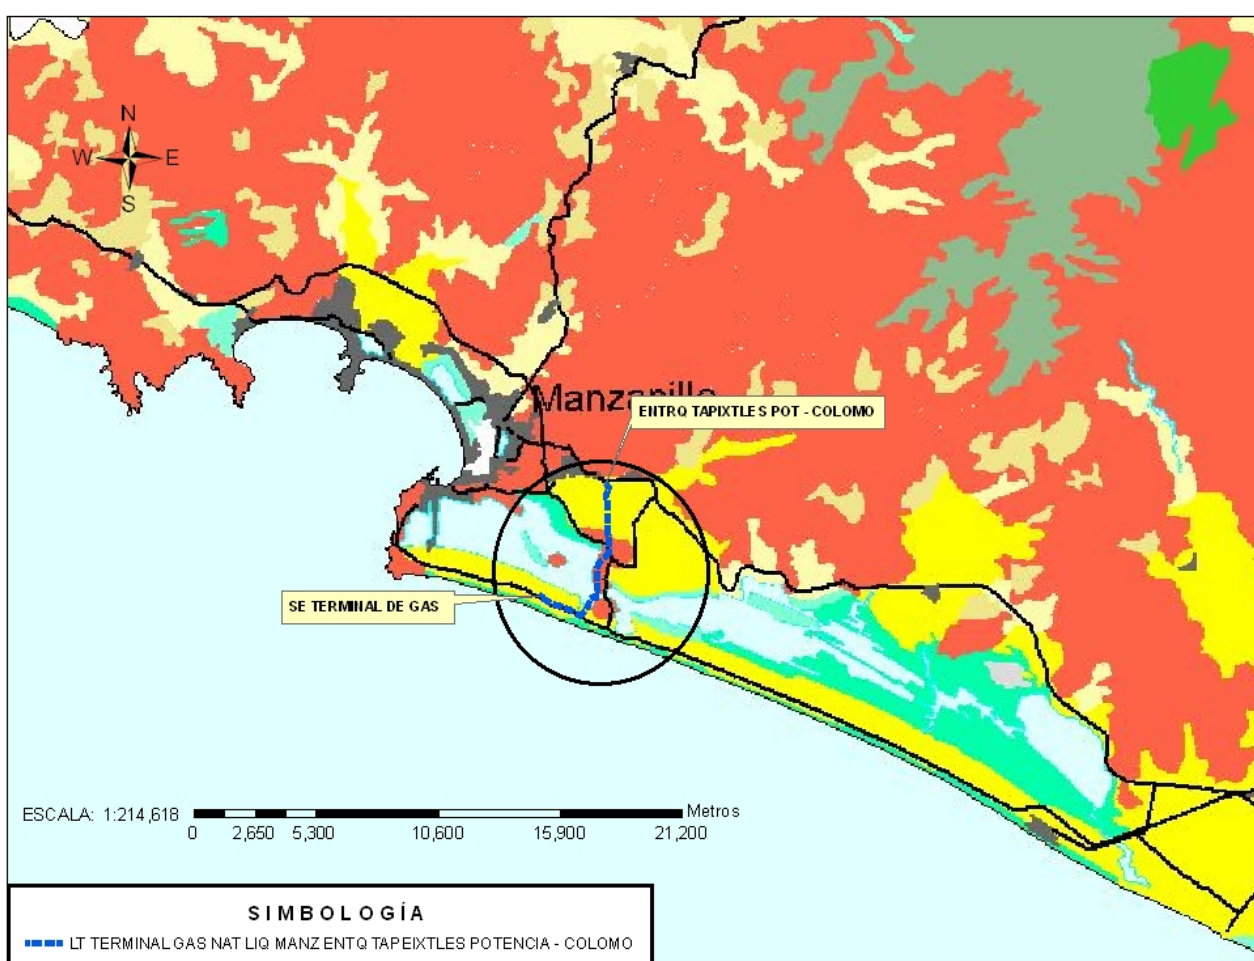 N
W E
S
Manzanillo
ENTRQ TAPIXTLES POT - COLOMO
SE TERMINAL DE GAS
ESCALA: 1:214,618
Metros
0 2,650 5,300 10,600 15,900 21,200
SIMBOLOGÍA
LT TERMINAL GAS NAT LIQ MANZ ENTQ TAPEIXTLES POTENCIA - COLOMO